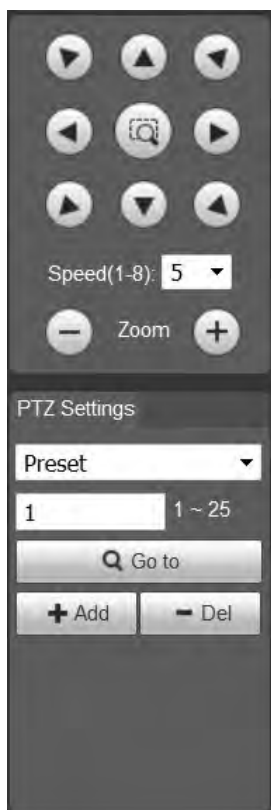 Speed(1-8): 5
Zoom
PTZ Settings
Preset
1 1 ~ 25
Go to
Add Del